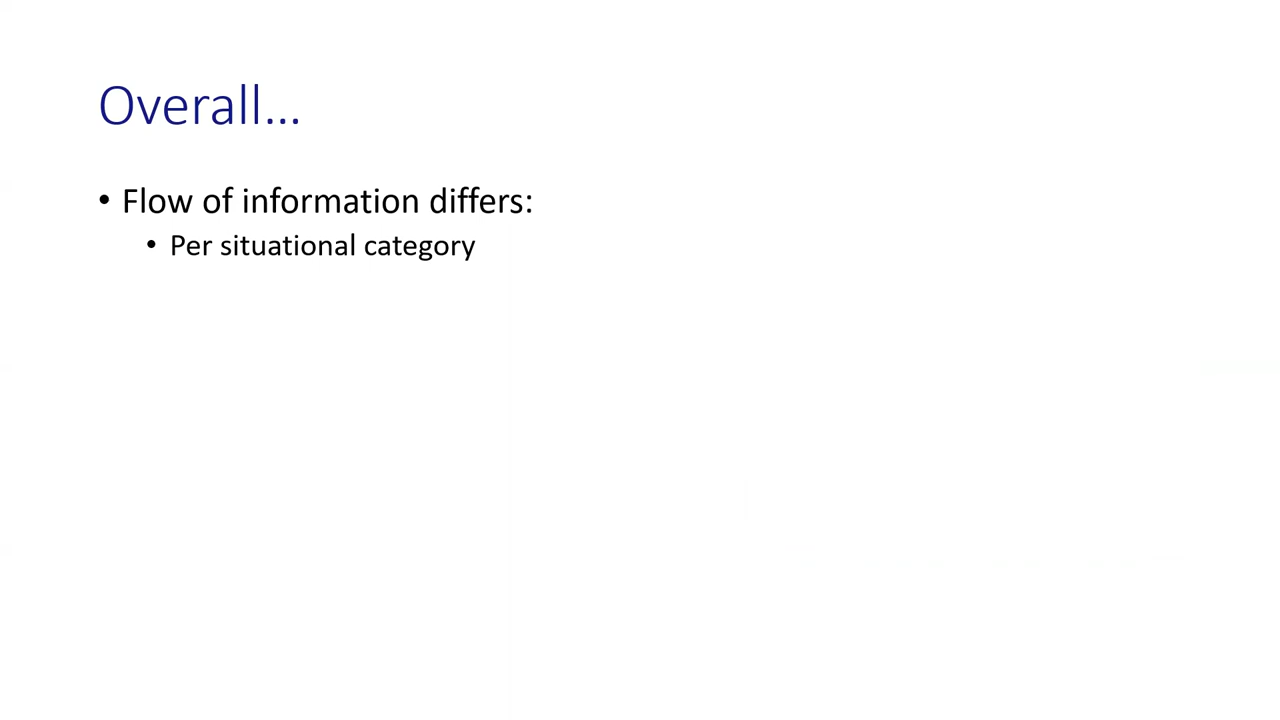 Overall...
• Flow of information differs:
• Per situational category